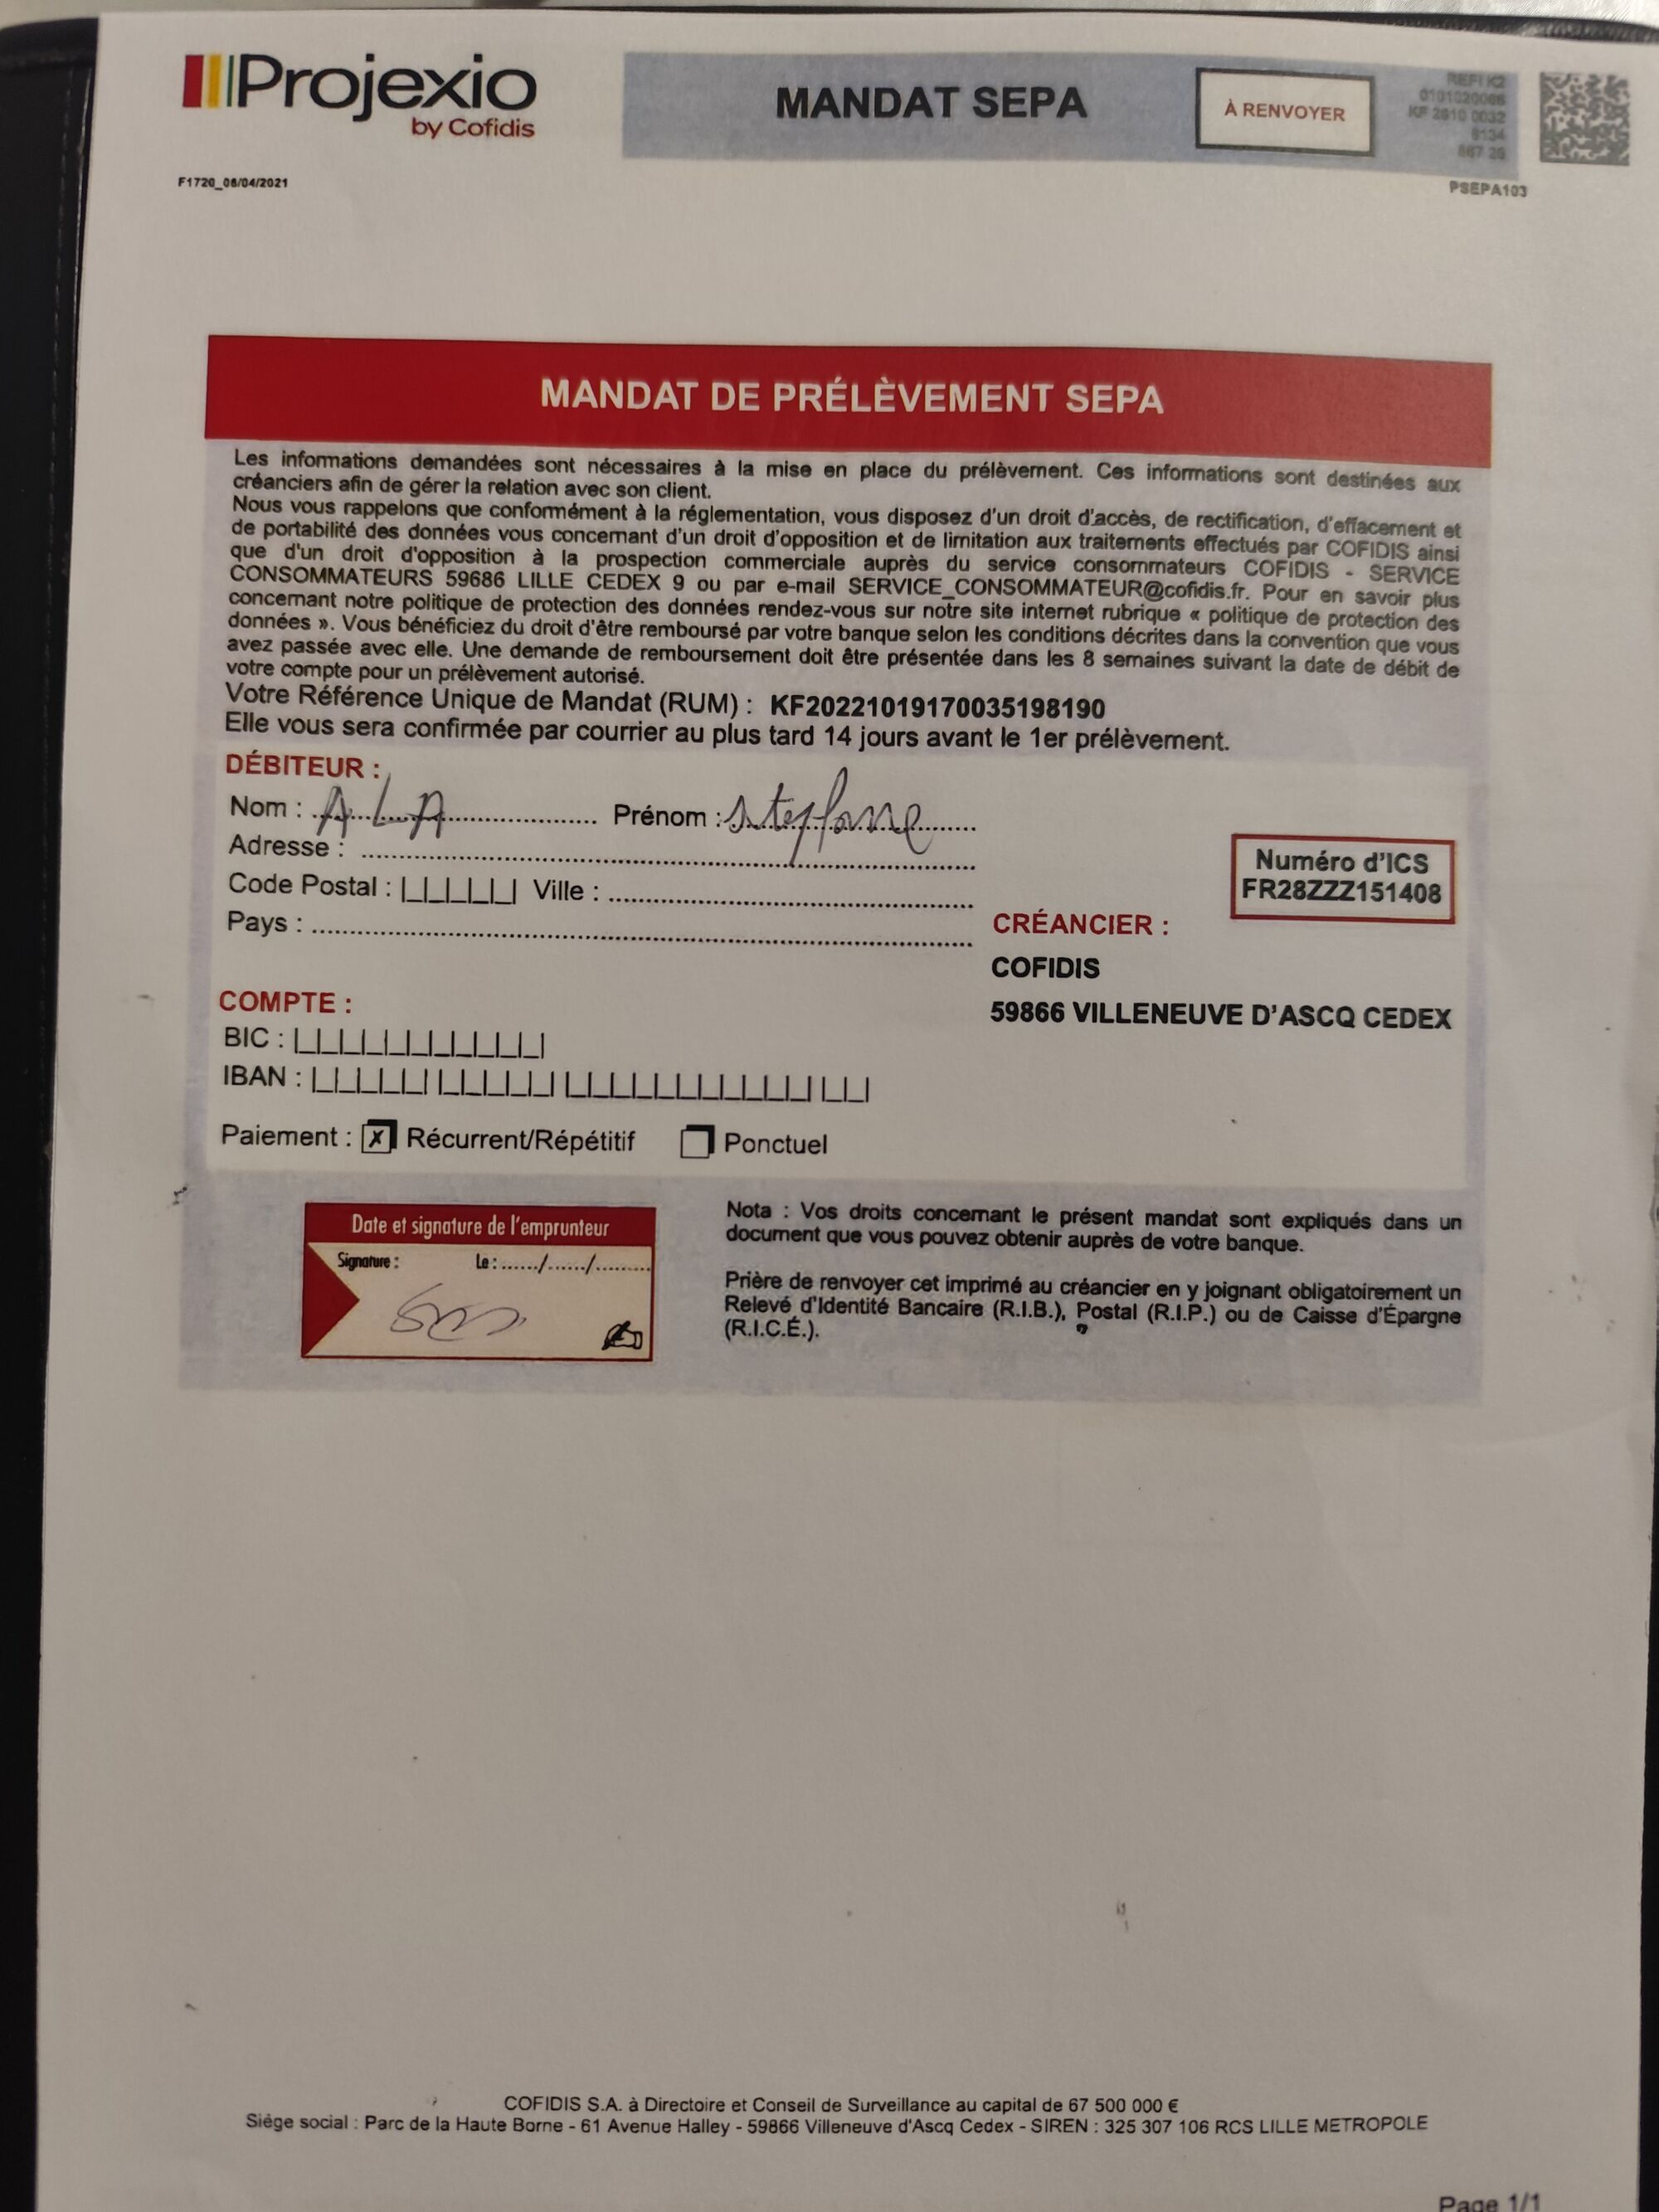 Projexio
by Cofidis
MANDAT SEPA
À RENVOYER
F1720_08/04/2021
PSEPA103
MANDAT DE PRÉLÈVEMENT SEPA
Les informations demandées sont nécessaires à la mise en place du prélèvement. Ces informations sont destinées aux
créanciers afin de gérer la relation avec son client.
Nous vous rappelons que conformément à la réglementation, vous disposez d'un droit d'accès, de rectification, d'effacement et
de portabilité des données vous concernant d'un droit d'opposition et de limitation aux traitements effectués par COFIDIS ainsi
que d'un droit d'opposition à la prospection commerciale auprès du service consommateurs COFIDIS - SERVICE
CONSOMMATEURS 59686 LILLE CEDEX 9 ou par e-mail SERVICE_CONSOMMATEUR@cofidis.fr. Pour en savoir plus
concernant notre politique de protection des données rendez-vous sur notre site internet rubrique « politique de protection des
données ». Vous bénéficiez du droit d'être remboursé par votre banque selon les conditions décrites dans la convention que vous
avez passée avec elle. Une demande de remboursement doit être présentée dans les 8 semaines suivant la date de débit de
votre compte pour un prélèvement autorisé.
Votre Référence Unique de Mandat (RUM) : KF20221019170035198190
Elle vous sera confirmée par courrier au plus tard 14 jours avant le 1er prélèvement.
DÉBITEUR :
Nom : ALA Prénom : stephane
Adresse :
Code Postal : Ville :
Pays :
Numéro d'ICS
FR28ZZZ151408
CRÉANCIER :
COFIDIS
59866 VILLENEUVE D'ASCQ CEDEX
COMPTE :
BIC :
IBAN :
Paiement : x Récurrent/Répétitif Ponctuel
Date et signature de l'emprunteur
Signature : Le : ....../....../.........
Nota : Vos droits concernant le présent mandat sont expliqués dans un
document que vous pouvez obtenir auprès de votre banque.
Prière de renvoyer cet imprimé au créancier en y joignant obligatoirement un
Relevé d'Identité Bancaire (R.I.B.), Postal (R.I.P.) ou de Caisse d'Épargne
(R.I.C.É.).
COFIDIS S.A. à Directoire et Conseil de Surveillance au capital de 67 500 000 €
Siège social : Parc de la Haute Borne - 61 Avenue Halley - 59866 Villeneuve d'Ascq Cedex - SIREN : 325 307 106 RCS LILLE METROPOLE
Page 1/1